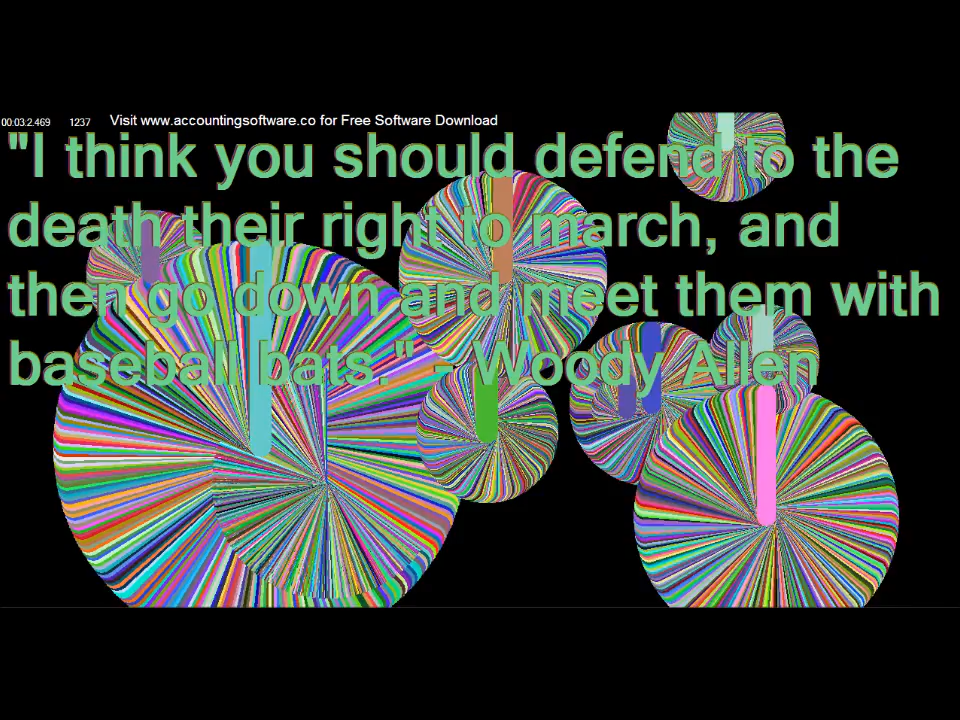 00:03:2.469 1237 Visit www.accountingsoftware.co for Free Software Download
"I think you should defend to the
death their right to march, and
then go down and meet them with
baseball bats." - Woody Allen